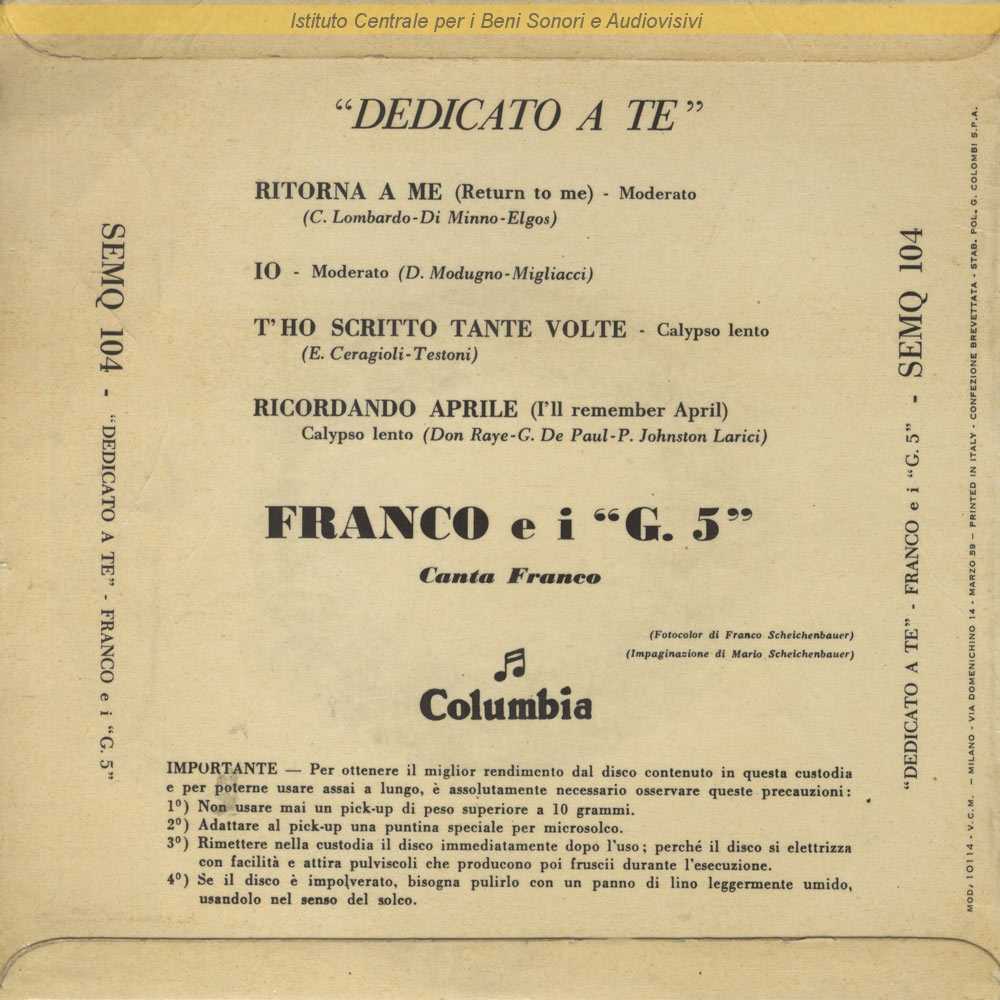 Istituto Centrale per i Beni Sonori e Audiovisivi
“DEDICATO A TE”
RITORNA A ME (Return to me) - Moderato
(C. Lombardo-Di Minno-Elgos)
IO - Moderato (D. Modugno-Migliacci)
T'HO SCRITTO TANTE VOLTE - Calypso lento
(E. Ceragioli-Testoni)
RICORDANDO APRILE (I'll remember April)
Calypso lento (Don Raye-G. De Paul-P. Johnston Larici)
FRANCO e i “G. 5”
Canta Franco
(Fotocolor di Franco Scheichenbauer)
(Impaginazione di Mario Scheichenbauer)
Columbia
IMPORTANTE — Per ottenere il miglior rendimento dal disco contenuto in questa custodia
e per poterne usare assai a lungo, è assolutamente necessario osservare queste precauzioni:
1°) Non usare mai un pick-up di peso superiore a 10 grammi.
2°) Adattare al pick-up una puntina speciale per microsolco.
3°) Rimettere nella custodia il disco immediatamente dopo l'uso; perché il disco si elettrizza
con facilità e attira pulviscoli che producono poi fruscii durante l'esecuzione.
4°) Se il disco è impolverato, bisogna pulirlo con un panno di lino leggermente umido,
usandolo nel senso del solco.
SEMQ 104 - “DEDICATO A TE” - FRANCO e i “G. 5”
“DEDICATO A TE” - FRANCO e i “G. 5” - SEMQ 104
MOD. 10114 - V.C.M. — MILANO - VIA DOMENICHINO 14 - MARZO 59 — PRINTED IN ITALY - CONFEZIONE BREVETTATA - STAB. POL. G. COLOMBI S.P.A.